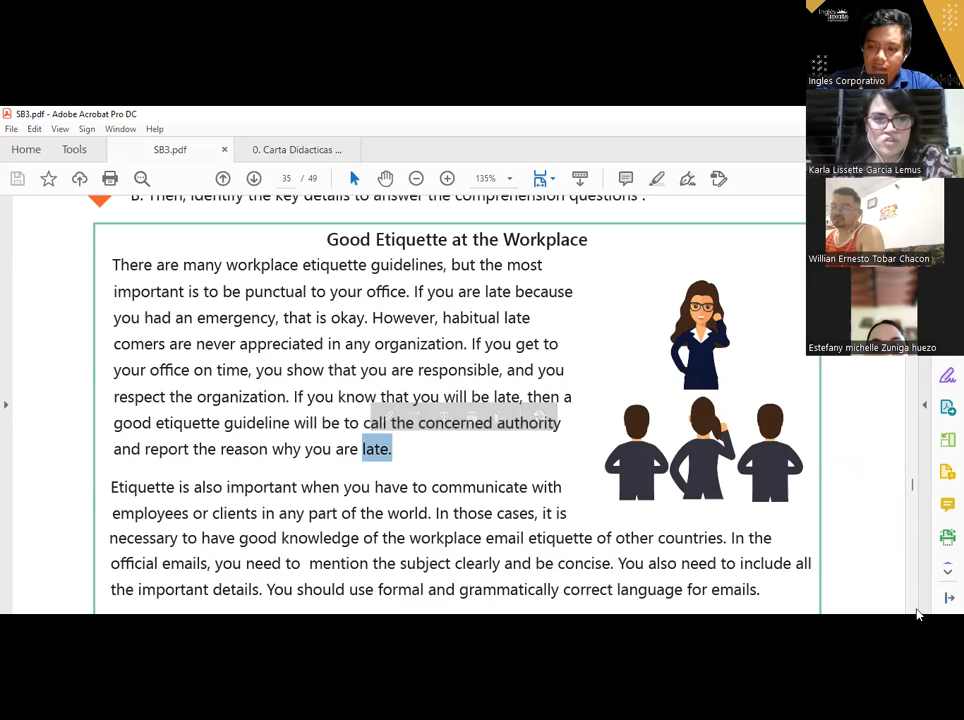 SB3.pdf - Adobe Acrobat Pro DC
File Edit View Sign Window Help
Home Tools SB3.pdf × 0. Carta Didacticas ...
35 / 49 135%
B. Then, identify the key details to answer the comprehension questions .
Good Etiquette at the Workplace
There are many workplace etiquette guidelines, but the most
important is to be punctual to your office. If you are late because
you had an emergency, that is okay. However, habitual late
comers are never appreciated in any organization. If you get to
your office on time, you show that you are responsible, and you
respect the organization. If you know that you will be late, then a
good etiquette guideline will be to call the concerned authority
and report the reason why you are late.
Etiquette is also important when you have to communicate with
employees or clients in any part of the world. In those cases, it is
necessary to have good knowledge of the workplace email etiquette of other countries. In the
official emails, you need to mention the subject clearly and be concise. You also need to include all
the important details. You should use formal and grammatically correct language for emails.
Inglés
Corporativo
Ingles Corporativo
Karla Lissette Garcia Lemus
Willian Ernesto Tobar Chacon
Estefany michelle Zuniga huezo